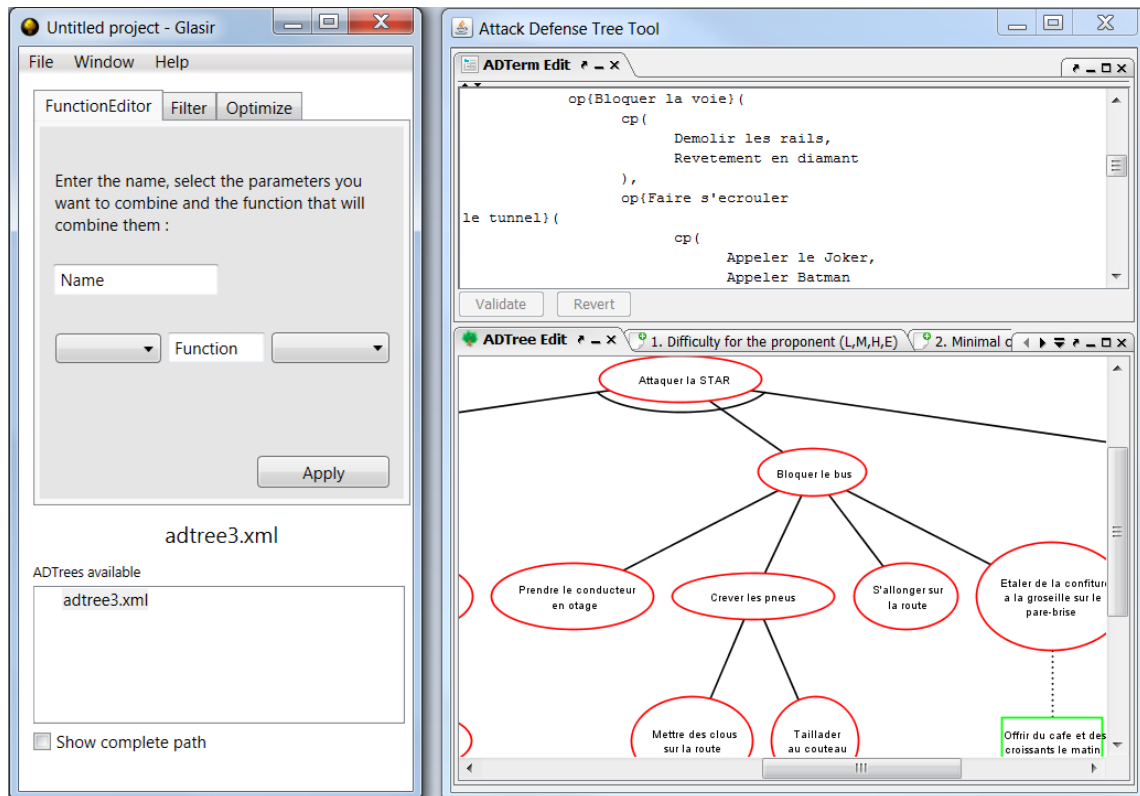 Untitled project - Glasir
File Window Help
FunctionEditor Filter Optimize
Enter the name, select the parameters you
want to combine and the function that will
combine them :
Name
Function
Apply
adtree3.xml
ADTrees available
adtree3.xml
Show complete path
Attack Defense Tree Tool
ADTerm Edit
op{Bloquer la voie}(
cp(
Demolir les rails,
Revetement en diamant
),
op{Faire s'ecrouler
le tunnel}(
cp(
Appeler le Joker,
Appeler Batman
Validate Revert
ADTree Edit 1. Difficulty for the proponent (L,M,H,E) 2. Minimal
Attaquer la STAR
Bloquer le bus
Prendre le conducteur
en otage
Crever les pneus
S'allonger sur
la route
Etaler de la confiture
a la groseille sur le
pare-brise
Mettre des clous
sur la route
Taillader
au couteau
Offrir du cafe et des
croissants le matin